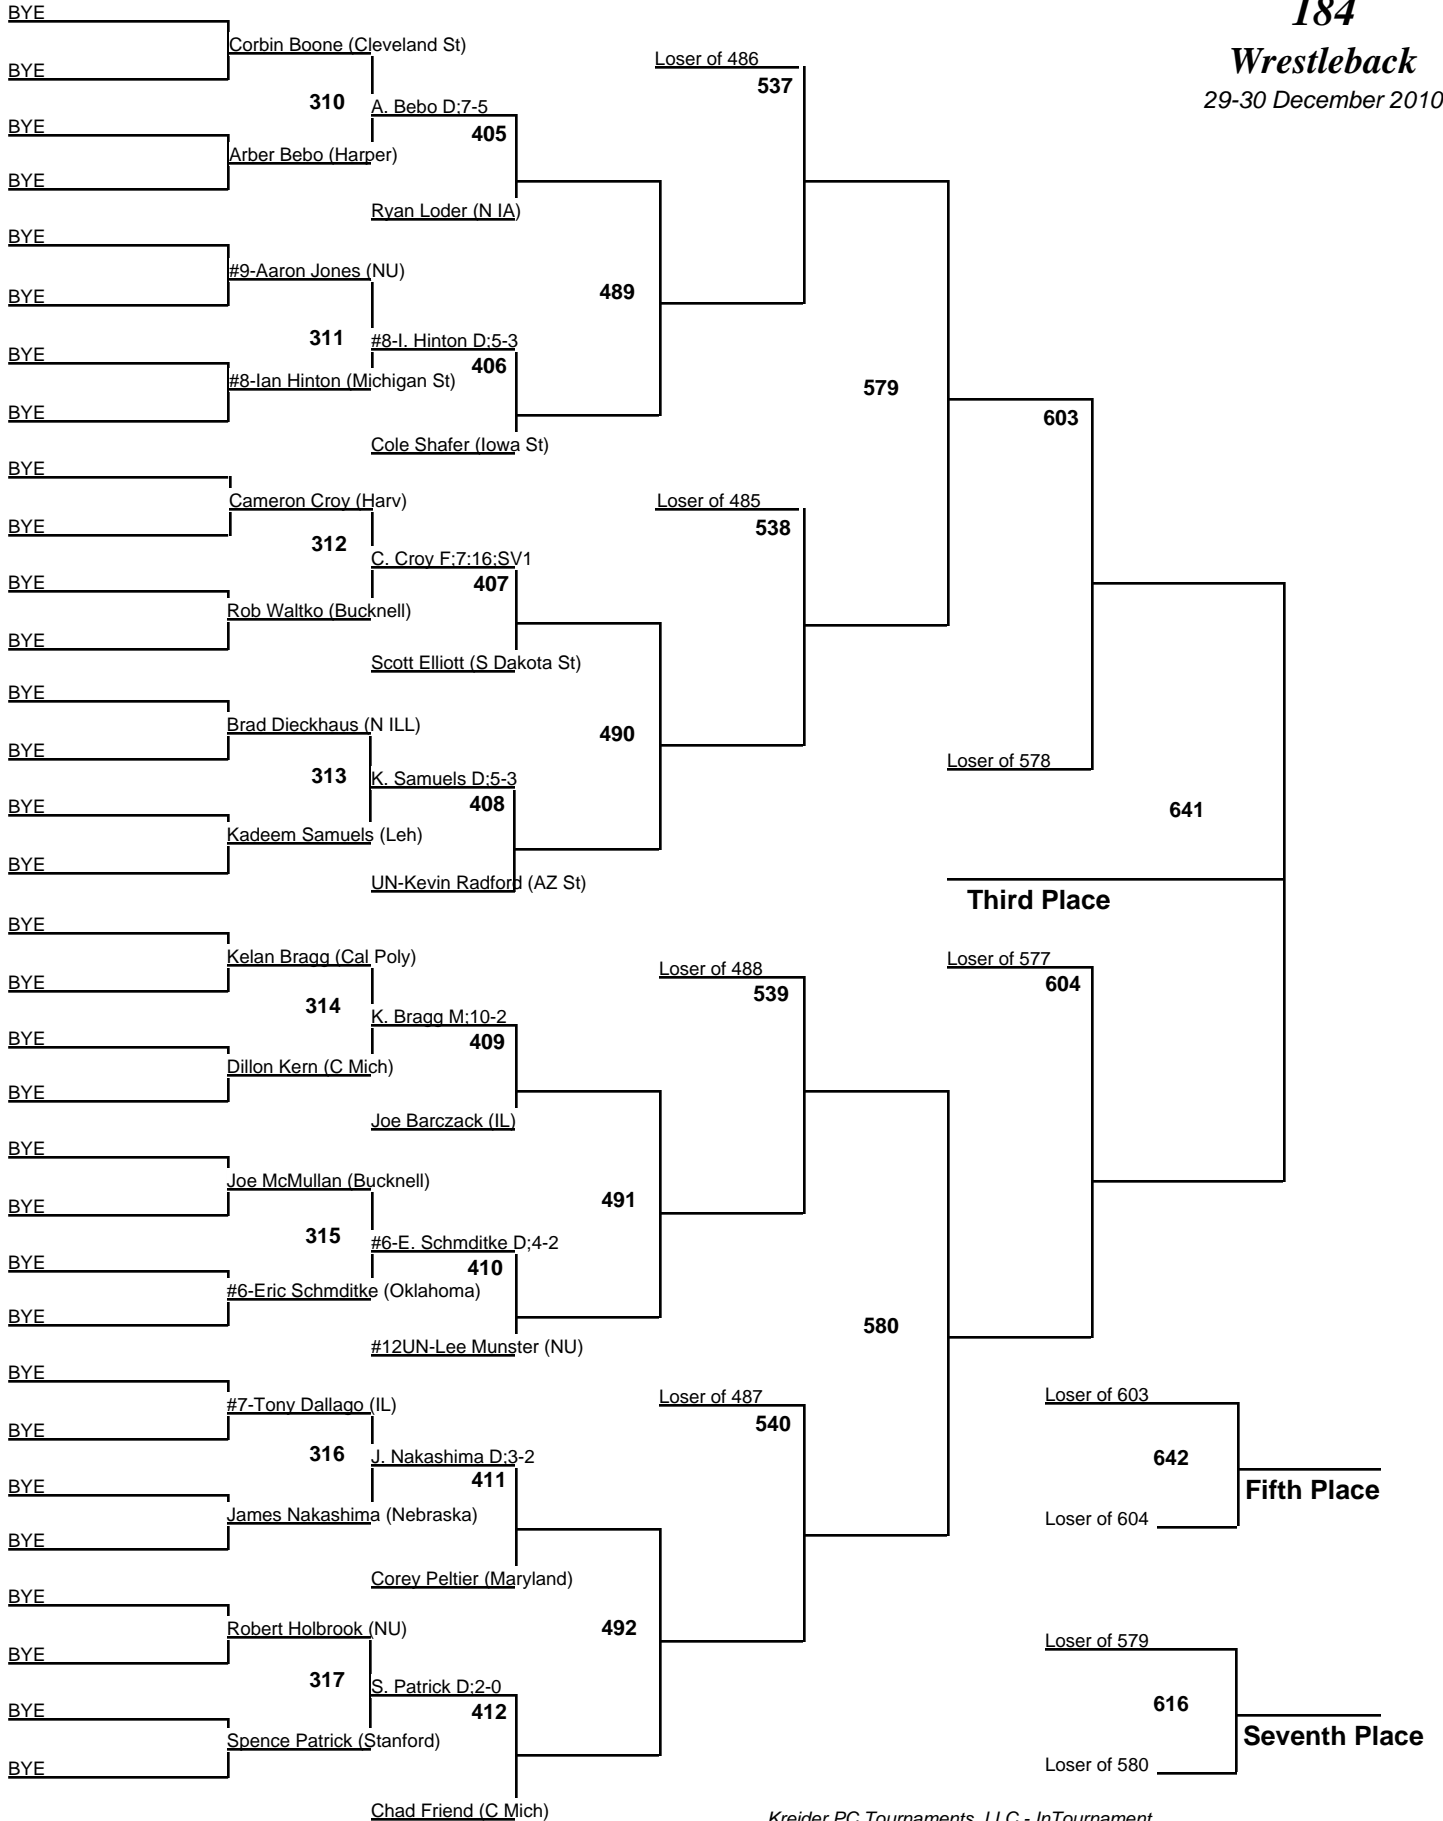 184
Wrestleback
29-30 December 2010
BYE
Corbin Boone (Cleveland St)
BYE
310
A. Bebo D;7-5
405
BYE
Arber Bebo (Harper)
BYE
Ryan Loder (N IA)
Loser of 486
537
BYE
#9-Aaron Jones (NU)
BYE
489
311
#8-I. Hinton D;5-3
406
BYE
#8-Ian Hinton (Michigan St)
BYE
Cole Shafer (Iowa St)
579
603
BYE
Cameron Croy (Harv)
BYE
Loser of 485
538
312
C. Croy F;7:16;SV1
407
BYE
Rob Waltko (Bucknell)
BYE
Scott Elliott (S Dakota St)
BYE
Brad Dieckhaus (N ILL)
BYE
490
313
K. Samuels D;5-3
408
Loser of 578
BYE
Kadeem Samuels (Leh)
BYE
641
UN-Kevin Radford (AZ St)
Third Place
BYE
Kelan Bragg (Cal Poly)
BYE
Loser of 488
539
Loser of 577
604
314
K. Bragg M;10-2
409
BYE
Dillon Kern (C Mich)
BYE
Joe Barczack (IL)
BYE
Joe McMullan (Bucknell)
BYE
491
315
#6-E. Schmditke D;4-2
410
BYE
#6-Eric Schmditke (Oklahoma)
BYE
580
#12UN-Lee Munster (NU)
BYE
#7-Tony Dallago (IL)
BYE
Loser of 487
540
Loser of 603
316
J. Nakashima D;3-2
411
642
BYE
James Nakashima (Nebraska)
BYE
Fifth Place
Loser of 604
Corey Peltier (Maryland)
BYE
Robert Holbrook (NU)
BYE
492
Loser of 579
317
S. Patrick D;2-0
412
616
BYE
Spence Patrick (Stanford)
BYE
Seventh Place
Loser of 580
Chad Friend (C Mich)
Kreider PC Tournaments, LLC - InTournament